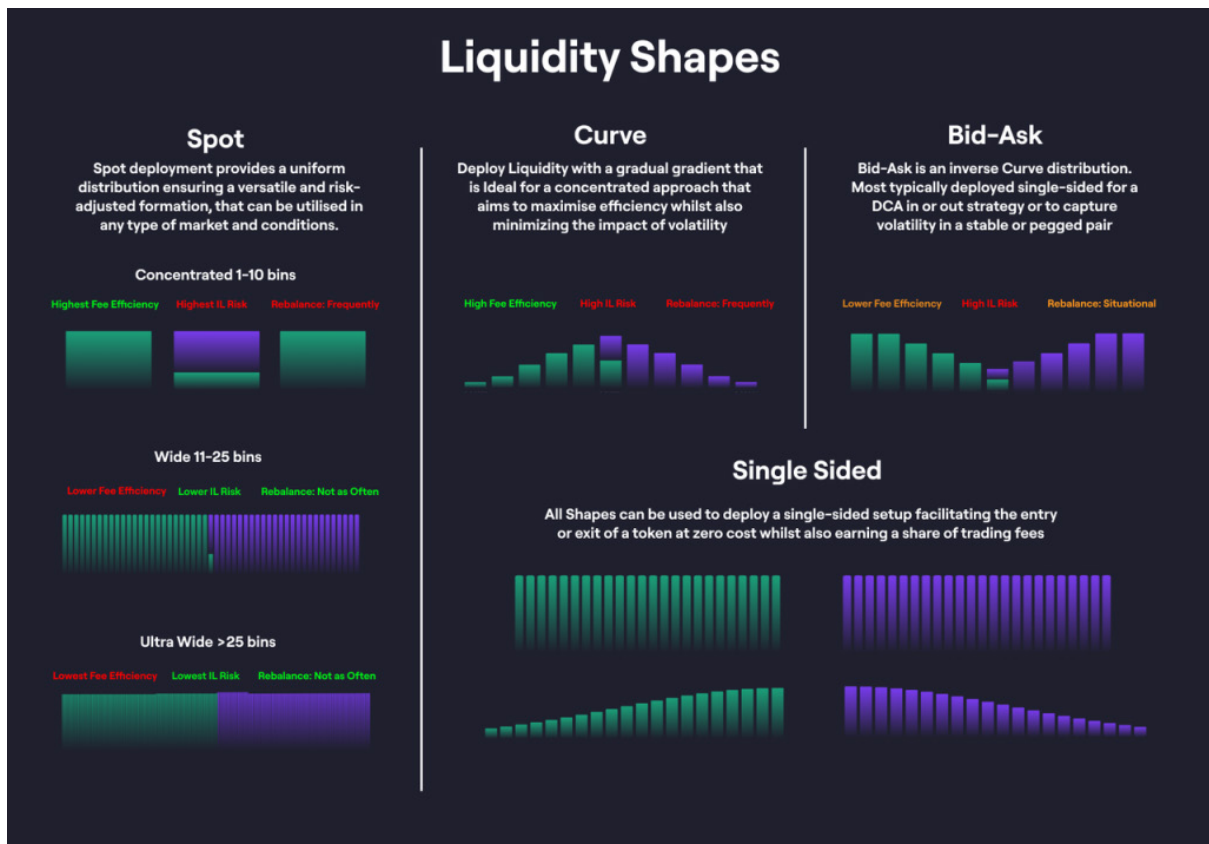 Liquidity Shapes
Spot
Spot deployment provides a uniform
distribution ensuring a versatile and risk-
adjusted formation, that can be utilised in
any type of market and conditions.
Concentrated 1-10 bins
Highest Fee Efficiency Highest IL Risk Rebalance: Frequently
Wide 11-25 bins
Lower Fee Efficiency Lower IL Risk Rebalance: Not as Often
Ultra Wide >25 bins
Lowest Fee Efficiency Lowest IL Risk Rebalance: Not as Often
Curve
Deploy Liquidity with a gradual gradient that
is Ideal for a concentrated approach that
aims to maximise efficiency whilst also
minimizing the impact of volatility
High Fee Efficiency High IL Risk Rebalance: Frequently
Bid-Ask
Bid-Ask is an inverse Curve distribution.
Most typically deployed single-sided for a
DCA in or out strategy or to capture
volatility in a stable or pegged pair
Lower Fee Efficiency High IL Risk Rebalance: Situational
Single Sided
All Shapes can be used to deploy a single-sided setup facilitating the entry
or exit of a token at zero cost whilst also earning a share of trading fees